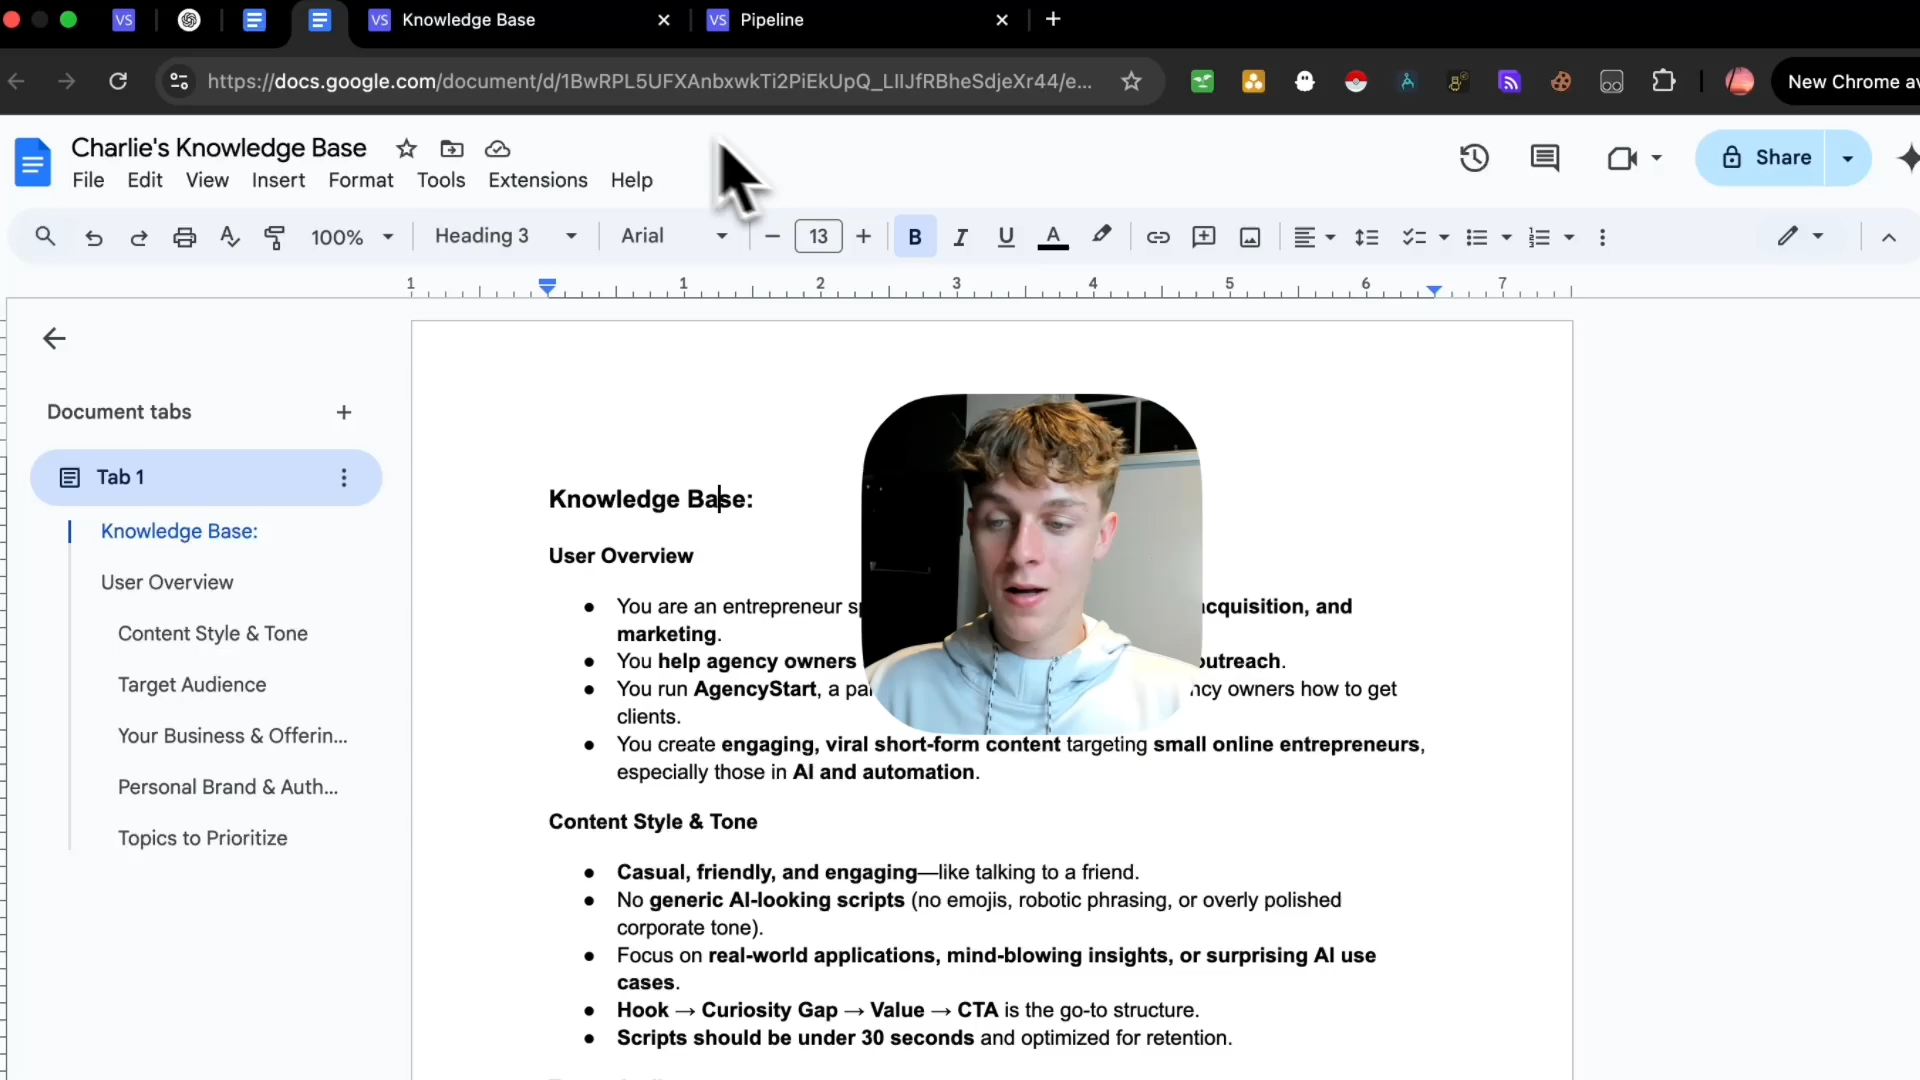 VS
VS Knowledge Base
VS Pipeline
https://docs.google.com/document/d/1BwRPL5UFXAnbxwkTi2PiEkUpQ_LIlJfRBheSdjeXr44/e...
New Chrome av
Charlie's Knowledge Base
File Edit View Insert Format Tools Extensions Help
Share
100% Heading 3 Arial 13 B I U A
1 1 2 3 4 5 6 7
Document tabs
Tab 1
Knowledge Base:
User Overview
Content Style & Tone
Target Audience
Your Business & Offerin...
Personal Brand & Auth...
Topics to Prioritize
Knowledge Base:
User Overview
● You are an entrepreneur acquisition, and
marketing.
● You help agency owners outreach.
● You run AgencyStart, a owners how to get
clients.
● You create engaging, viral short-form content targeting small online entrepreneurs,
especially those in AI and automation.
Content Style & Tone
● Casual, friendly, and engaging—like talking to a friend.
● No generic AI-looking scripts (no emojis, robotic phrasing, or overly polished
corporate tone).
● Focus on real-world applications, mind-blowing insights, or surprising AI use
cases.
● Hook → Curiosity Gap → Value → CTA is the go-to structure.
● Scripts should be under 30 seconds and optimized for retention.